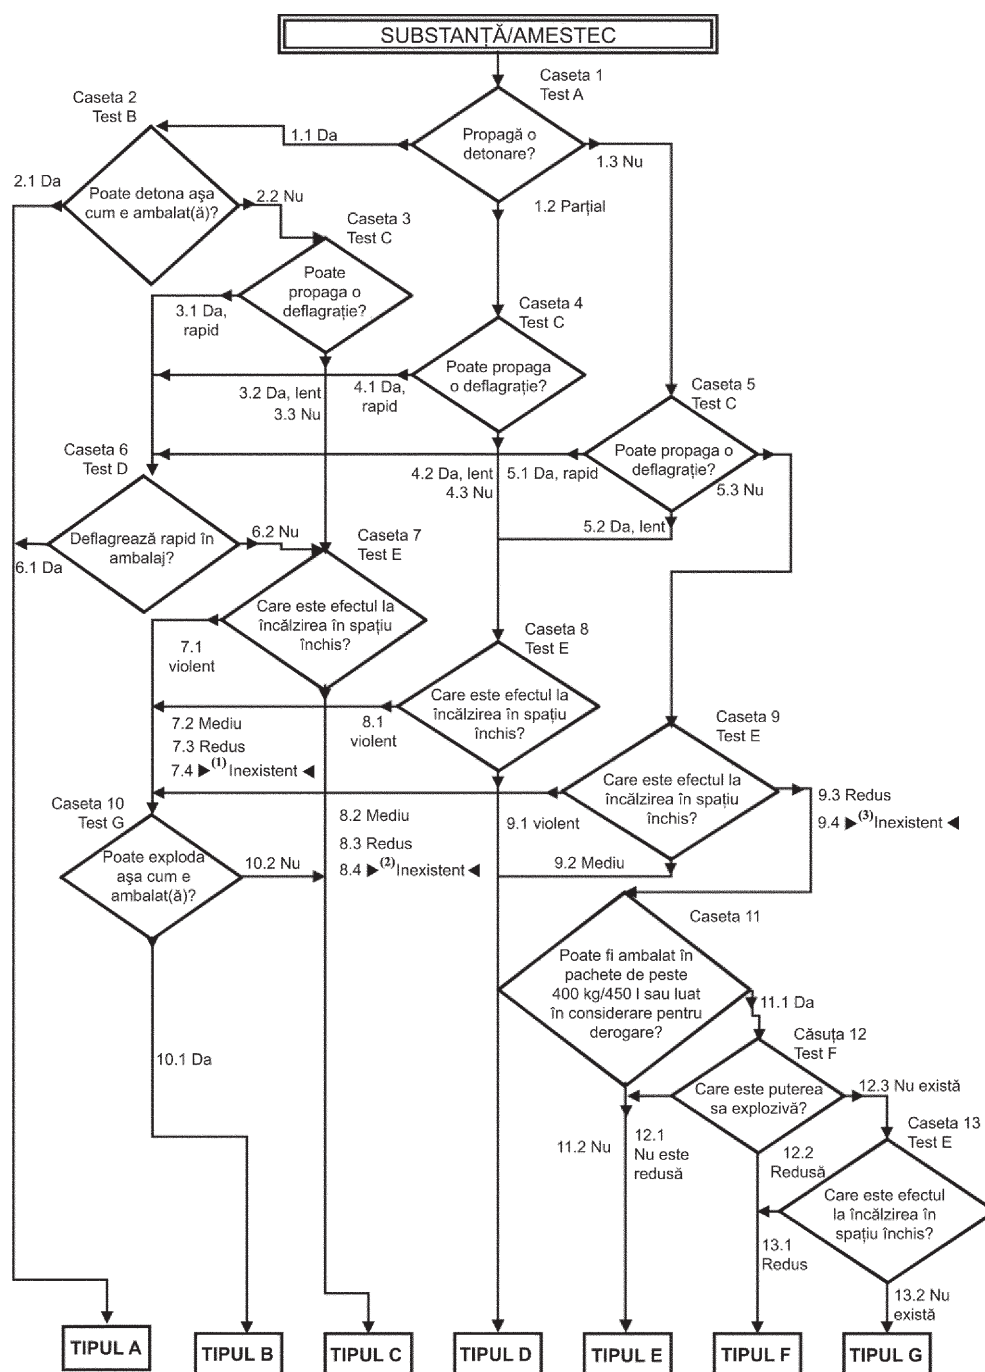 SUBSTANȚĂ/AMESTEC
Caseta 1
Test A
Propagă o
detonare?
1.1 Da
1.2 Parțial
1.3 Nu
Caseta 2
Test B
Poate detona așa
cum e ambalat(ă)?
2.1 Da
2.2 Nu
Caseta 3
Test C
Poate
propaga o
deflagrație?
3.1 Da,
rapid
3.2 Da, lent
3.3 Nu
Caseta 4
Test C
Poate propaga
o deflagrație?
4.1 Da,
rapid
4.2 Da, lent
4.3 Nu
Caseta 5
Test C
Poate propaga o
deflagrație?
5.1 Da, rapid
5.2 Da, lent
5.3 Nu
Caseta 6
Test D
Deflagrează rapid în
ambalaj?
6.1 Da
6.2 Nu
Caseta 7
Test E
Care este efectul la
încălzirea în spațiu
închis?
7.1
violent
7.2 Mediu
7.3 Redus
7.4 ►(1) Inexistent ◄
Caseta 8
Test E
Care este efectul la
încălzirea în spațiu
închis?
8.1
violent
8.2 Mediu
8.3 Redus
8.4 ►(2) Inexistent ◄
Caseta 9
Test E
Care este efectul la
încălzirea în spațiu
închis?
9.1 violent
9.2 Mediu
9.3 Redus
9.4 ►(3) Inexistent ◄
Caseta 10
Test G
Poate exploda
așa cum e
ambalat(ă)?
10.1 Da
10.2 Nu
Caseta 11
Poate fi ambalat în
pachete de peste
400 kg/450 l sau luat
în considerare pentru
derogare?
11.1 Da
11.2 Nu
Căsuța 12
Test F
Care este puterea
sa explozivă?
12.1
Nu este
redusă
12.2
Redusă
12.3 Nu există
Caseta 13
Test E
Care este efectul
la încălzirea în
spațiu închis?
13.1
Redus
13.2 Nu
există
TIPUL A
TIPUL B
TIPUL C
TIPUL D
TIPUL E
TIPUL F
TIPUL G